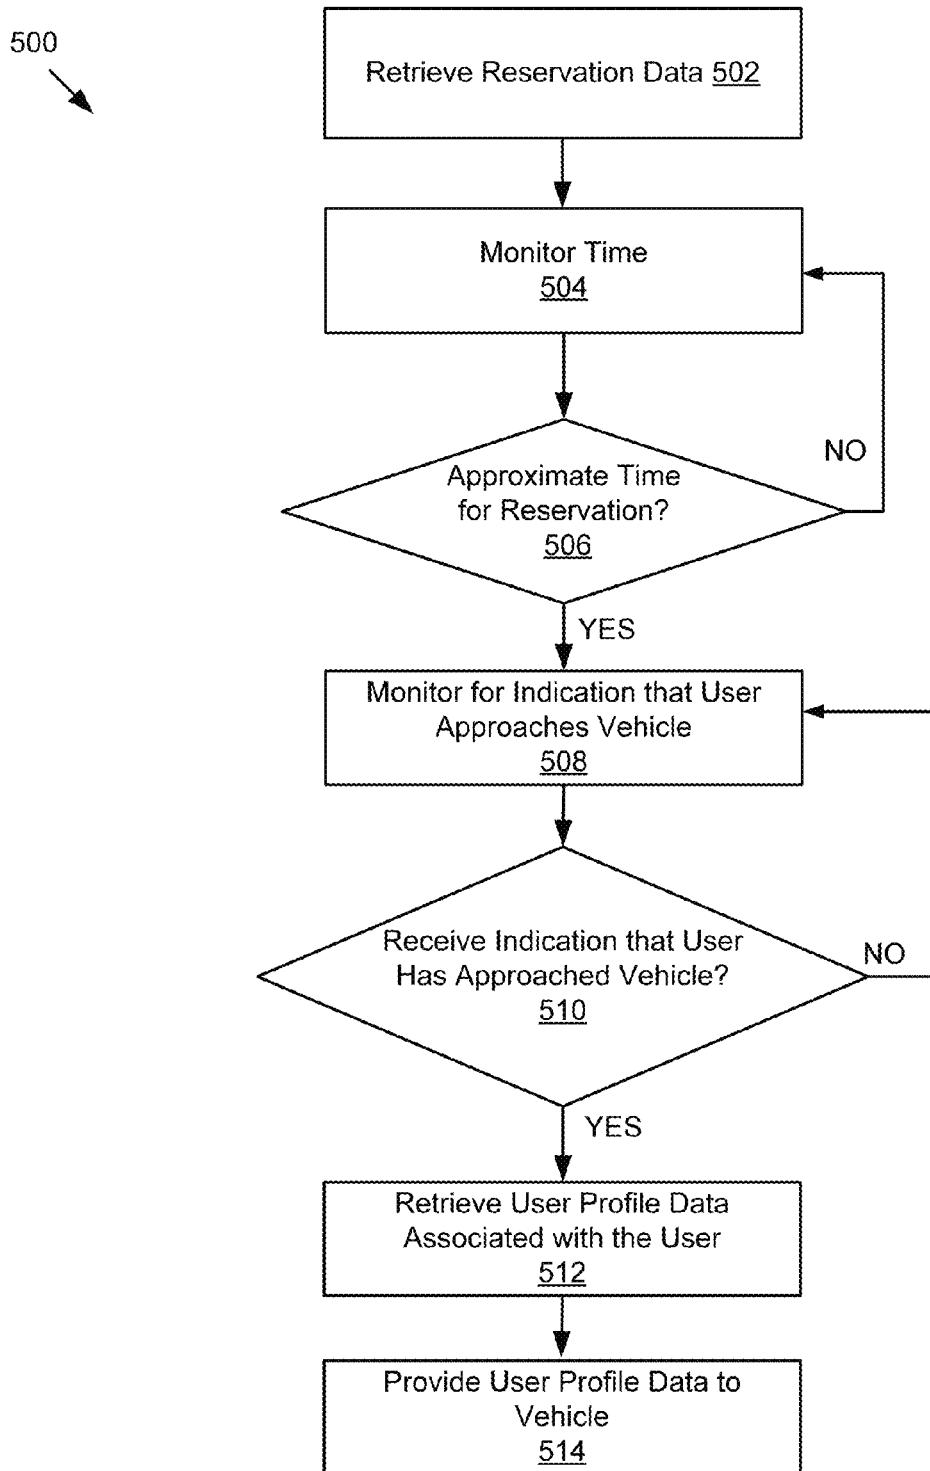 500
Retrieve Reservation Data 502
Monitor Time
504
Approximate Time
for Reservation?
506
NO
YES
Monitor for Indication that User
Approaches Vehicle
508
Receive Indication that User
Has Approached Vehicle?
510
NO
YES
Retrieve User Profile Data
Associated with the User
512
Provide User Profile Data to
Vehicle
514